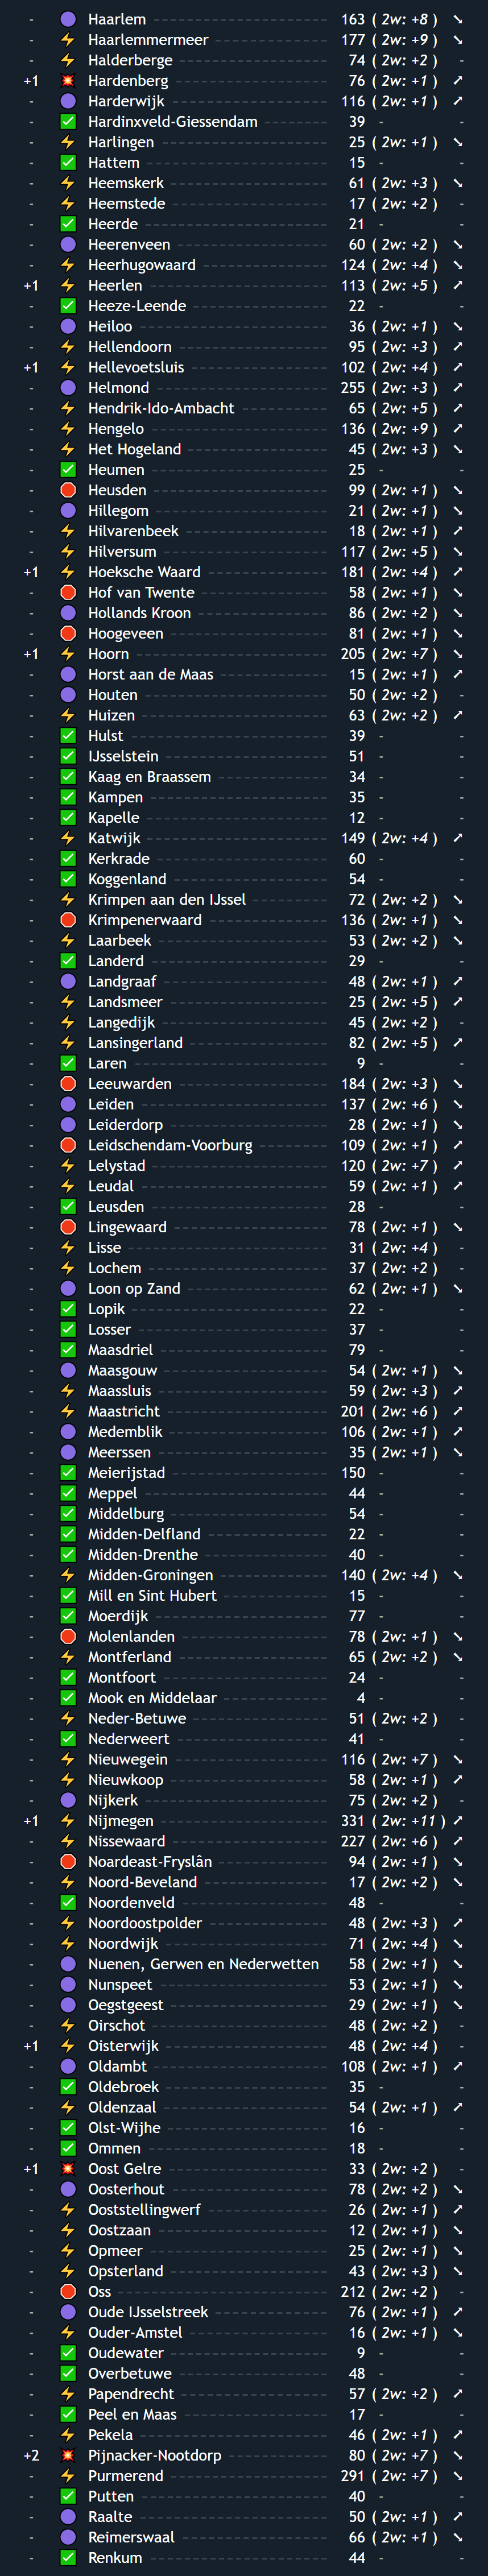 - Haarlem 163 ( 2w: +8 ) ➘
- Haarlemmermeer 177 ( 2w: +9 ) ➘
- Halderberge 74 ( 2w: +2 ) -
+1 Hardenberg 76 ( 2w: +1 ) ➚
- Harderwijk 116 ( 2w: +1 ) ➚
- Hardinxveld-Giessendam 39 - -
- Harlingen 25 ( 2w: +1 ) ➘
- Hattem 15 - -
- Heemskerk 61 ( 2w: +3 ) ➘
- Heemstede 17 ( 2w: +2 ) -
- Heerde 21 - -
- Heerenveen 60 ( 2w: +2 ) ➘
- Heerhugowaard 124 ( 2w: +4 ) ➘
+1 Heerlen 113 ( 2w: +5 ) ➚
- Heeze-Leende 22 - -
- Heiloo 36 ( 2w: +1 ) ➘
- Hellendoorn 95 ( 2w: +3 ) ➚
+1 Hellevoetsluis 102 ( 2w: +4 ) ➚
- Helmond 255 ( 2w: +3 ) ➚
- Hendrik-Ido-Ambacht 65 ( 2w: +5 ) ➚
- Hengelo 136 ( 2w: +9 ) ➚
- Het Hogeland 45 ( 2w: +3 ) ➘
- Heumen 25 - -
- Heusden 99 ( 2w: +1 ) ➘
- Hillegom 21 ( 2w: +1 ) ➘
- Hilvarenbeek 18 ( 2w: +1 ) ➚
- Hilversum 117 ( 2w: +5 ) ➘
+1 Hoeksche Waard 181 ( 2w: +4 ) ➚
- Hof van Twente 58 ( 2w: +1 ) ➘
- Hollands Kroon 86 ( 2w: +2 ) ➘
- Hoogeveen 81 ( 2w: +1 ) ➘
+1 Hoorn 205 ( 2w: +7 ) ➘
- Horst aan de Maas 15 ( 2w: +1 ) ➚
- Houten 50 ( 2w: +2 ) -
- Huizen 63 ( 2w: +2 ) ➚
- Hulst 39 - -
- IJsselstein 51 - -
- Kaag en Braassem 34 - -
- Kampen 35 - -
- Kapelle 12 - -
- Katwijk 149 ( 2w: +4 ) ➚
- Kerkrade 60 - -
- Koggenland 54 - -
- Krimpen aan den IJssel 72 ( 2w: +2 ) ➘
- Krimpenerwaard 136 ( 2w: +1 ) ➘
- Laarbeek 53 ( 2w: +2 ) ➘
- Landerd 29 - -
- Landgraaf 48 ( 2w: +1 ) ➚
- Landsmeer 25 ( 2w: +5 ) ➚
- Langedijk 45 ( 2w: +2 ) -
- Lansingerland 82 ( 2w: +5 ) ➚
- Laren 9 - -
- Leeuwarden 184 ( 2w: +3 ) ➘
- Leiden 137 ( 2w: +6 ) ➘
- Leiderdorp 28 ( 2w: +1 ) ➘
- Leidschendam-Voorburg 109 ( 2w: +1 ) ➚
- Lelystad 120 ( 2w: +7 ) ➚
- Leudal 59 ( 2w: +1 ) ➚
- Leusden 28 - -
- Lingewaard 78 ( 2w: +1 ) ➘
- Lisse 31 ( 2w: +4 ) -
- Lochem 37 ( 2w: +2 ) -
- Loon op Zand 62 ( 2w: +1 ) ➘
- Lopik 22 - -
- Losser 37 - -
- Maasdriel 79 - -
- Maasgouw 54 ( 2w: +1 ) ➘
- Maassluis 59 ( 2w: +3 ) ➚
- Maastricht 201 ( 2w: +6 ) ➚
- Medemblik 106 ( 2w: +1 ) ➚
- Meerssen 35 ( 2w: +1 ) ➘
- Meierijstad 150 - -
- Meppel 44 - -
- Middelburg 54 - -
- Midden-Delfland 22 - -
- Midden-Drenthe 40 - -
- Midden-Groningen 140 ( 2w: +4 ) ➘
- Mill en Sint Hubert 15 - -
- Moerdijk 77 - -
- Molenlanden 78 ( 2w: +1 ) ➘
- Montferland 65 ( 2w: +2 ) ➘
- Montfoort 24 - -
- Mook en Middelaar 4 - -
- Neder-Betuwe 51 ( 2w: +2 ) -
- Nederweert 41 - -
- Nieuwegein 116 ( 2w: +7 ) ➘
- Nieuwkoop 58 ( 2w: +1 ) ➚
- Nijkerk 75 ( 2w: +2 ) -
+1 Nijmegen 331 ( 2w: +11 ) ➚
- Nissewaard 227 ( 2w: +6 ) ➚
- Noardeast-Fryslân 94 ( 2w: +1 ) ➘
- Noord-Beveland 17 ( 2w: +2 ) ➘
- Noordenveld 48 - -
- Noordoostpolder 48 ( 2w: +3 ) ➚
- Noordwijk 71 ( 2w: +4 ) ➘
- Nuenen, Gerwen en Nederwetten 58 ( 2w: +1 ) ➘
- Nunspeet 53 ( 2w: +1 ) ➘
- Oegstgeest 29 ( 2w: +1 ) ➘
- Oirschot 48 ( 2w: +2 ) -
+1 Oisterwijk 48 ( 2w: +4 ) -
- Oldambt 108 ( 2w: +1 ) ➚
- Oldebroek 35 - -
- Oldenzaal 54 ( 2w: +1 ) ➚
- Olst-Wijhe 16 - -
- Ommen 18 - -
+1 Oost Gelre 33 ( 2w: +2 ) -
- Oosterhout 78 ( 2w: +2 ) ➘
- Ooststellingwerf 26 ( 2w: +1 ) ➚
- Oostzaan 12 ( 2w: +1 ) ➘
- Opmeer 25 ( 2w: +1 ) ➘
- Opsterland 43 ( 2w: +3 ) ➘
- Oss 212 ( 2w: +2 ) -
- Oude IJsselstreek 76 ( 2w: +1 ) ➚
- Ouder-Amstel 16 ( 2w: +1 ) ➘
- Oudewater 9 - -
- Overbetuwe 48 - -
- Papendrecht 57 ( 2w: +2 ) ➚
- Peel en Maas 17 - -
- Pekela 46 ( 2w: +1 ) ➚
+2 Pijnacker-Nootdorp 80 ( 2w: +7 ) ➘
- Purmerend 291 ( 2w: +7 ) ➘
- Putten 40 - -
- Raalte 50 ( 2w: +1 ) ➚
- Reimerswaal 66 ( 2w: +1 ) ➘
- Renkum 44 - -